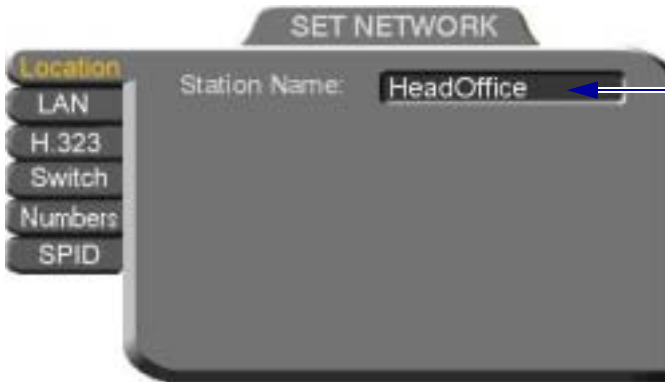 SET NETWORK
Location
Station Name: HeadOffice
LAN
H.323
Switch
Numbers
SPID